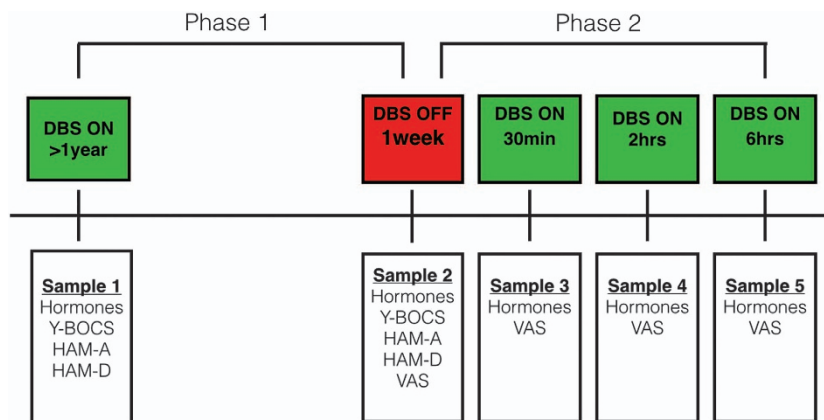 Phase 1
Phase 2
DBS ON
>1year
DBS OFF
1week
DBS ON
30min
DBS ON
2hrs
DBS ON
6hrs
Sample 1
Hormones
Y-BOCS
HAM-A
HAM-D
Sample 2
Hormones
Y-BOCS
HAM-A
HAM-D
VAS
Sample 3
Hormones
VAS
Sample 4
Hormones
VAS
Sample 5
Hormones
VAS